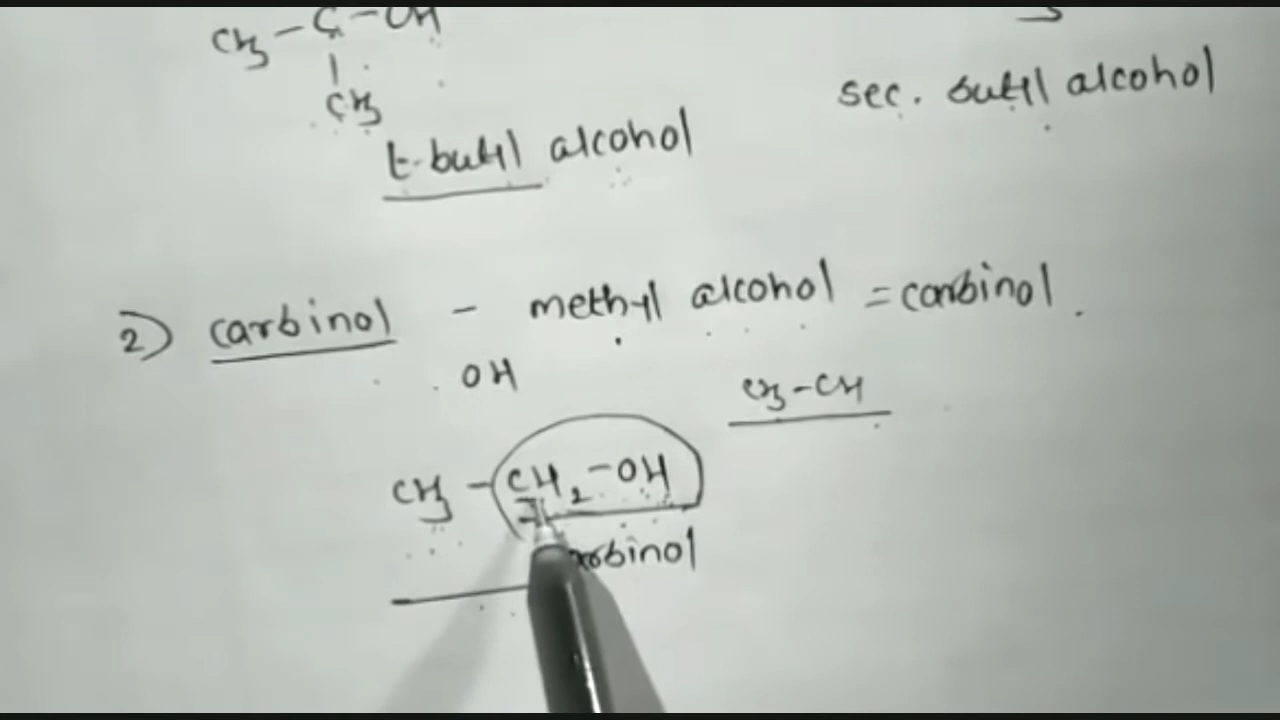 CH3 - C - OH
CH3
t-butyl alcohol
sec. butyl alcohol
2) carbinol - methyl alcohol = carbinol.
OH
CH3-CH
CH3 - CH2 - OH